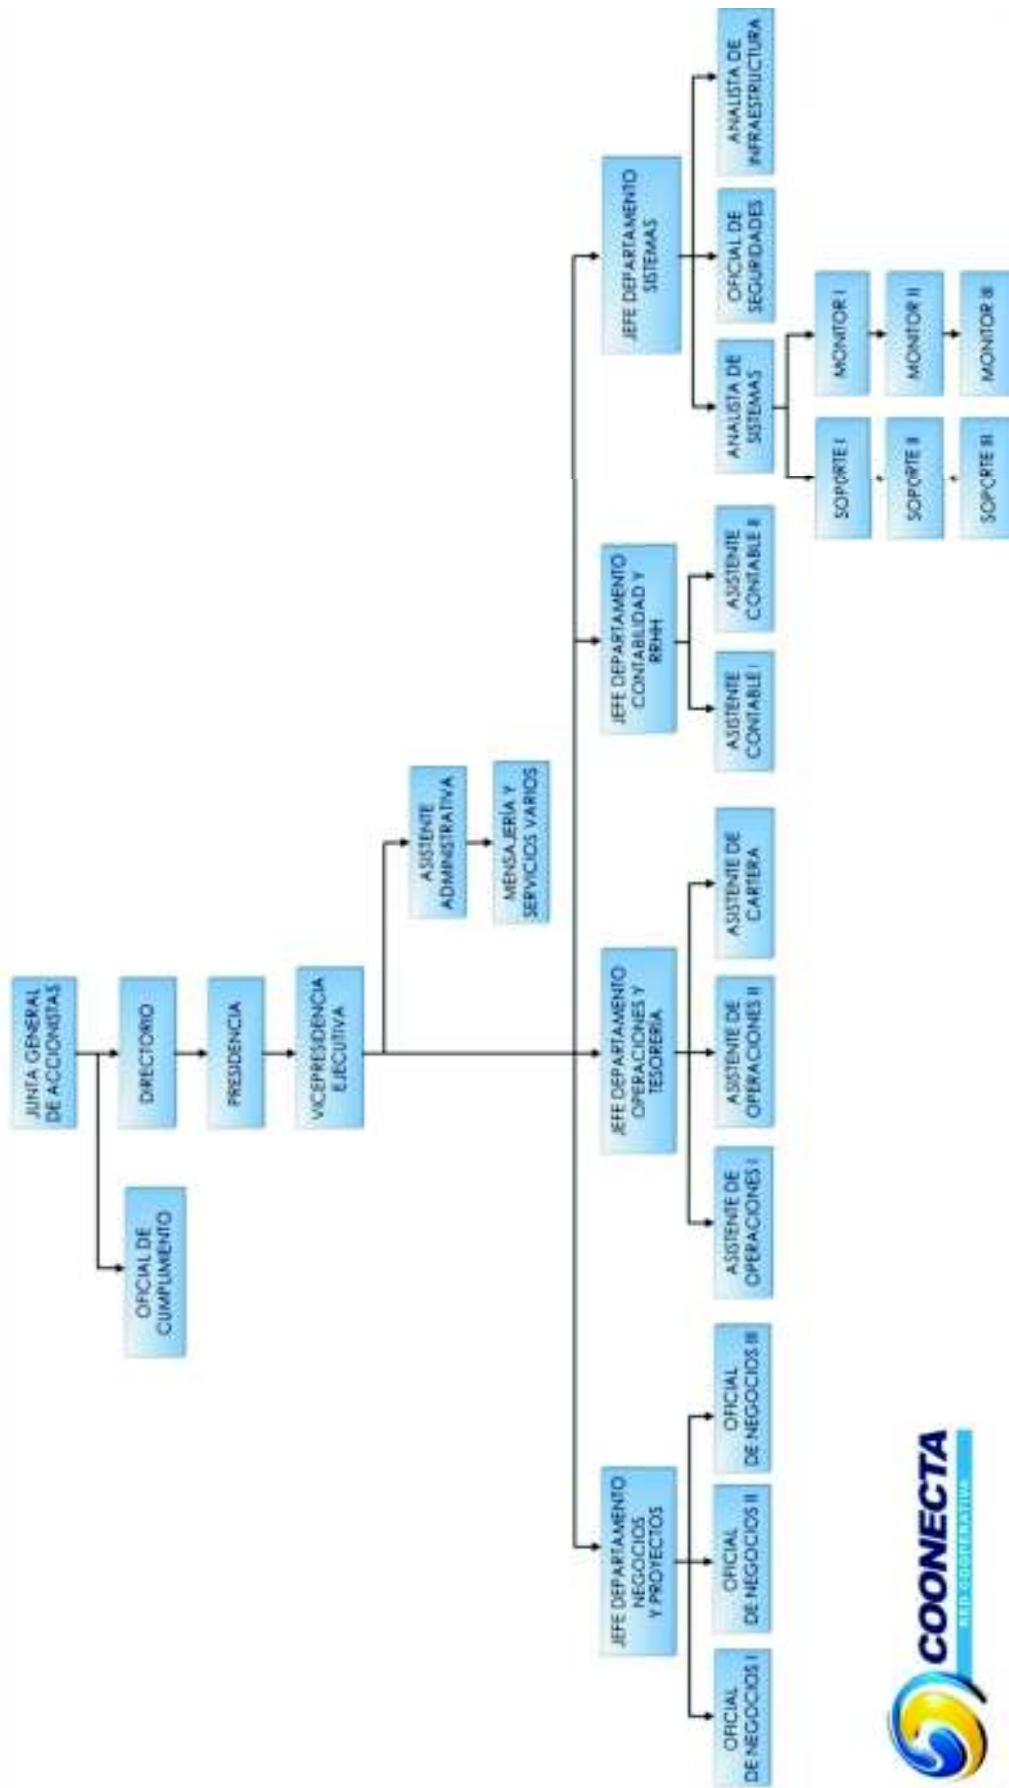 JUNTA GENERAL
DE ACCIONISTAS
OFICIAL DE
CUMPLIMIENTO
DIRECTORIO
PRESIDENCIA
VICEPRESIDENCIA
EJECUTIVA
ASISTENTE
ADMINISTRATIVA
MENSAJERÍA Y
SERVICIOS VARIOS
JEFE DEPARTAMENTO
NEGOCIOS
Y PROYECTOS
JEFE DEPARTAMENTO
OPERACIONES Y
TESORERIA
JEFE DEPARTAMENTO
CONTABILIDAD Y
RRHH
JEFE DEPARTAMENTO
SISTEMAS
OFICIAL
DE NEGOCIOS I
OFICIAL
DE NEGOCIOS II
OFICIAL
DE NEGOCIOS III
ASISTENTE DE
OPERACIONES I
ASISTENTE DE
OPERACIONES II
ASISTENTE DE
CARTERA
ASISTENTE
CONTABLE I
ASISTENTE
CONTABLE II
ANALISTA DE
SISTEMAS
OFICIAL DE
SEGURIDADES
ANALISTA DE
INFRAESTRUCTURA
SOPORTE I
MONITOR I
SOPORTE II
MONITOR II
SOPORTE III
MONITOR III
COONECTA
RED COOPERATIVA